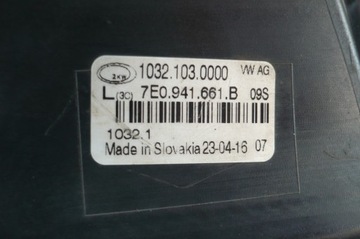 ZKW 1032.103.0000 VW AG
L (3C) 7E0.941.661.B 09S
1032.1
Made in Slovakia 23-04-16 07